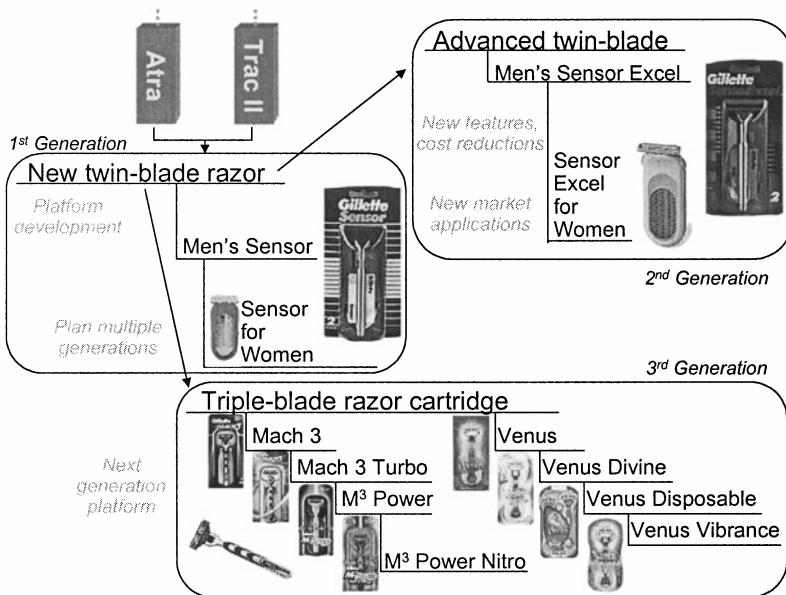 Atra
Trac II
1st Generation
New twin-blade razor
Platform
development
Men's Sensor
Plan multiple
generations
Sensor
for
Women
Gillette
Sensor
2
Advanced twin-blade
Men's Sensor Excel
New features,
cost reductions
New market
applications
Sensor
Excel
for
Women
Gillette
SensorExcel
2
2nd Generation
3rd Generation
Triple-blade razor cartridge
Next
generation
platform
Mach 3
Mach 3 Turbo
M³ Power
M³ Power Nitro
Venus
Venus Divine
Venus Disposable
Venus Vibrance